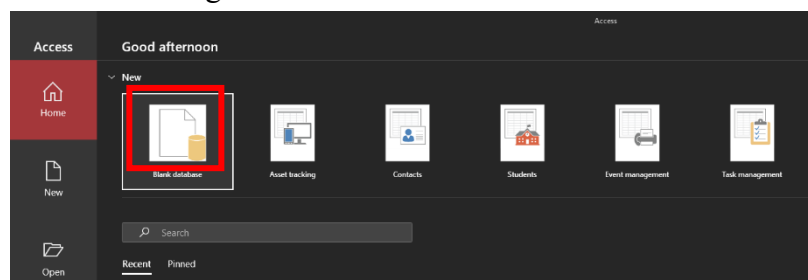 Access
Access
Good afternoon
New
Home
Blank database
Asset tracking
Contacts
Students
Event management
Task management
New
Search
Recent Pinned
Open